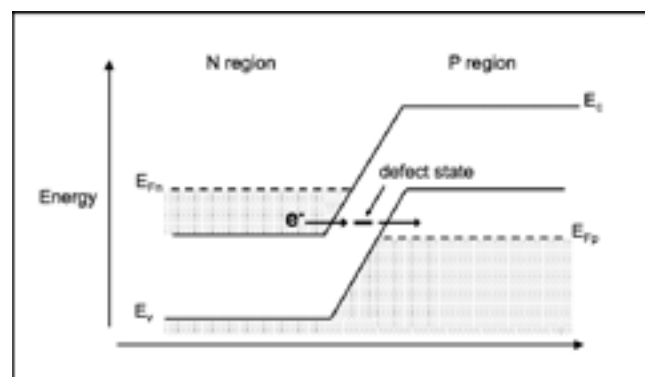 N region P region
E_c
defect state
E_Fn
Energy
e-
E_Fp
E_v